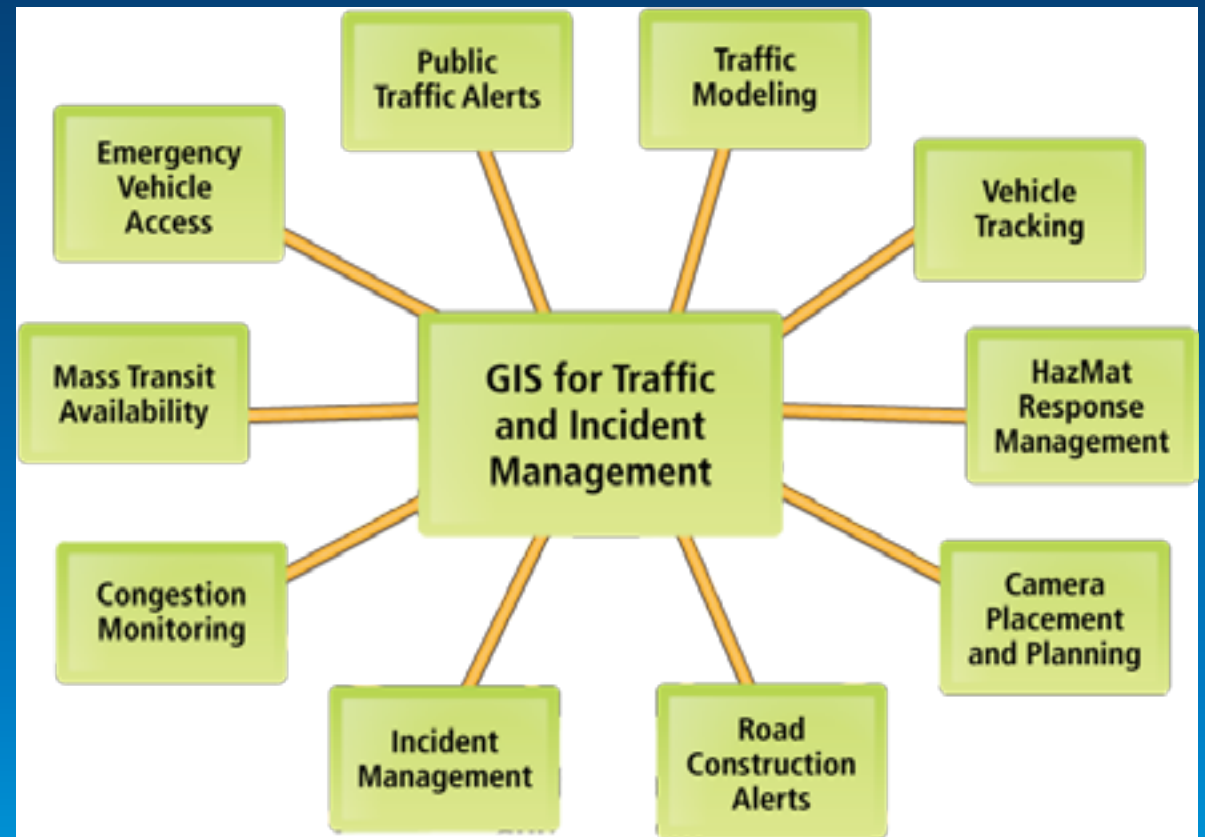 Public
Traffic Alerts
Traffic
Modeling
Emergency
Vehicle
Access
Vehicle
Tracking
Mass Transit
Availability
GIS for Traffic
and Incident
Management
HazMat
Response
Management
Congestion
Monitoring
Camera
Placement
and Planning
Incident
Management
Road
Construction
Alerts